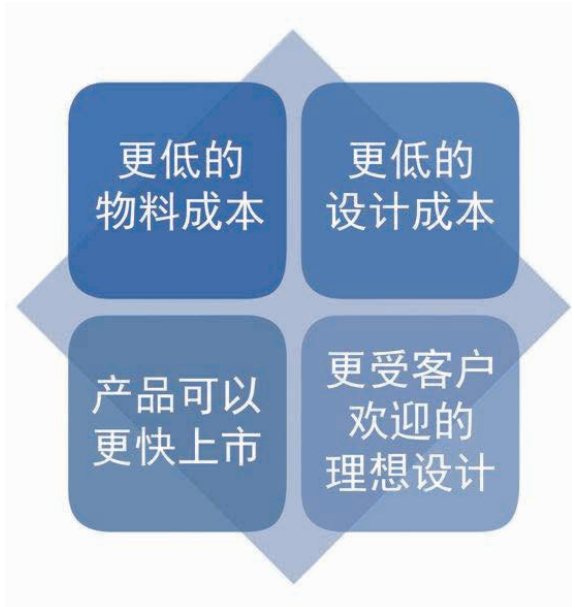 更低的
物料成本
更低的
设计成本
产品可以
更快上市
更受客户
欢迎的
理想设计